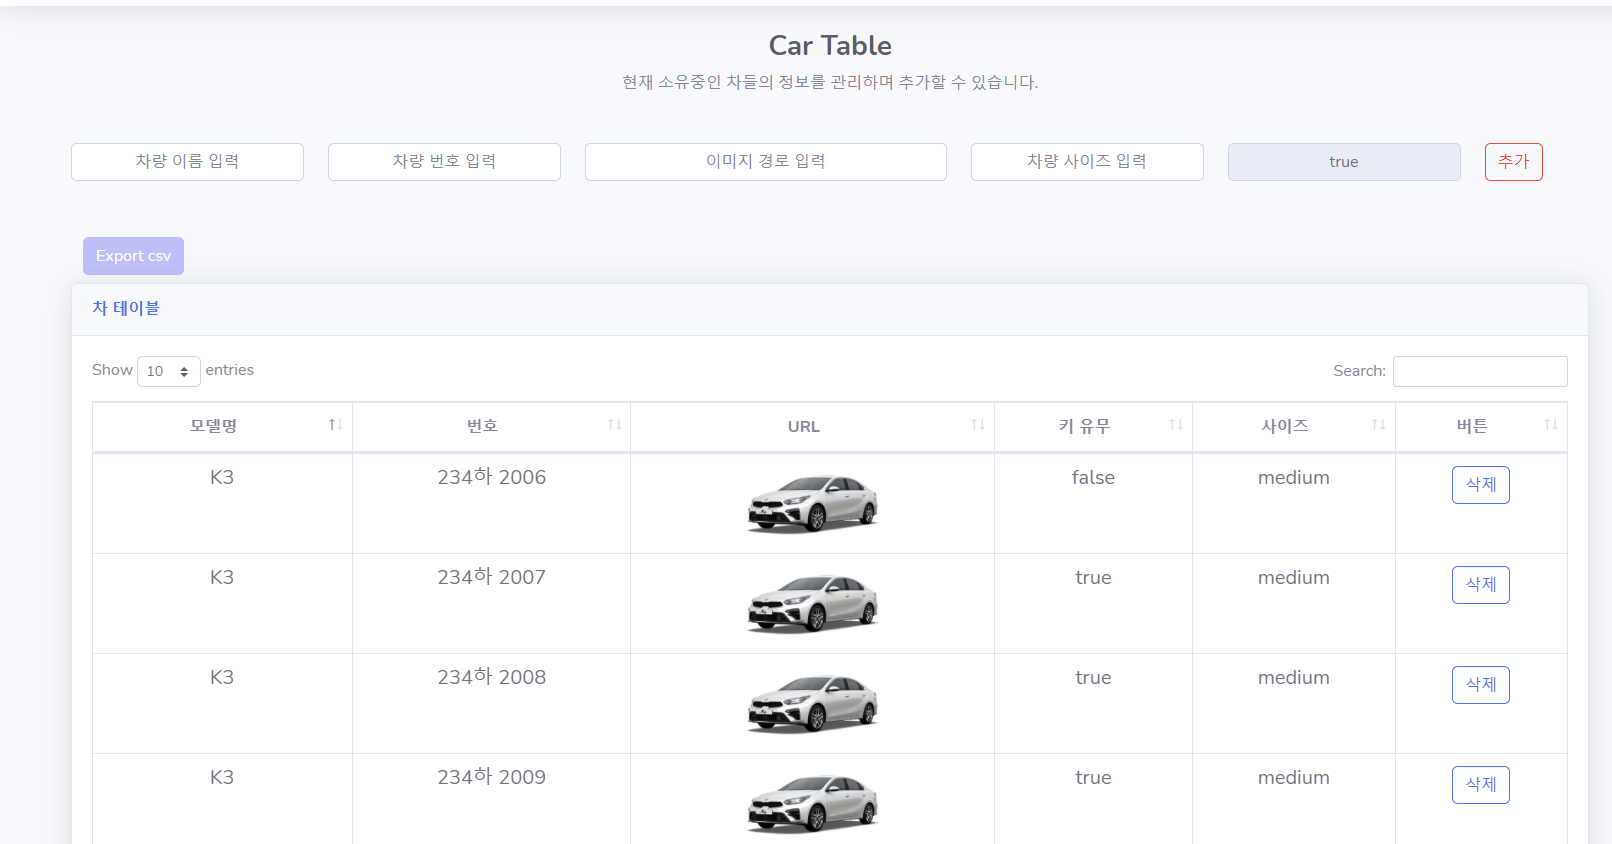 Car Table
현재 소유중인 차들의 정보를 관리하며 추가할 수 있습니다.
차량 이름 입력 차량 번호 입력 이미지 경로 입력 차량 사이즈 입력 true 추가
Export csv
차 테이블
Show 10 entries Search:
모델명 번호 URL 키 유무 사이즈 버튼
K3 234하 2006 false medium 삭제
K3 234하 2007 true medium 삭제
K3 234하 2008 true medium 삭제
K3 234하 2009 true medium 삭제